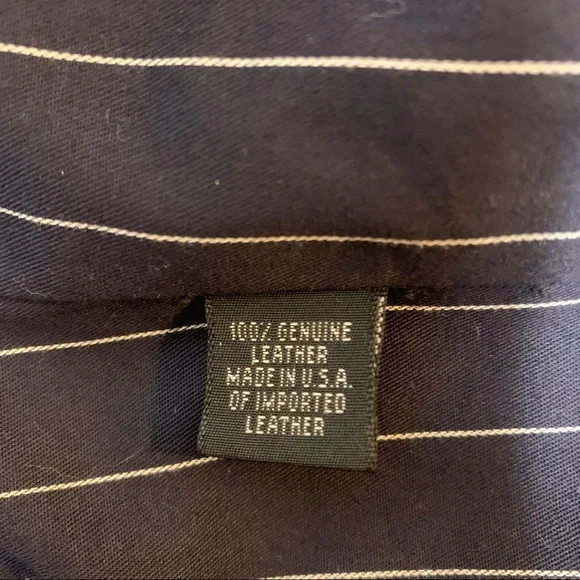 100% GENUINE
LEATHER
MADE IN U.S.A.
OF IMPORTED
LEATHER